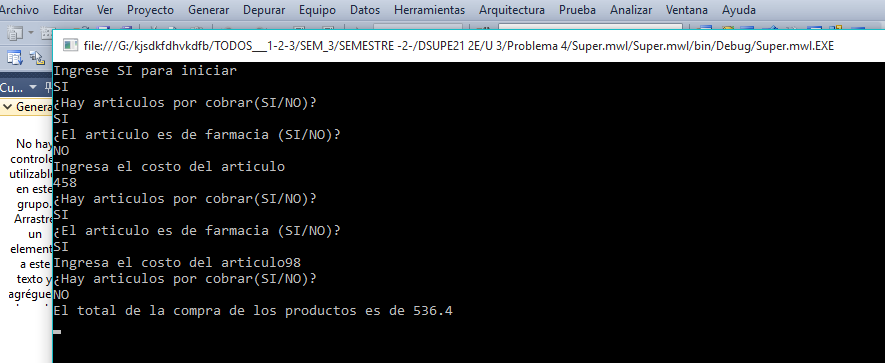 Archivo Editar Ver Proyecto Generar Depurar Equipo Datos Herramientas Arquitectura Prueba Analizar Ventana Ayuda
file:///G:/kjsdkfdhvkdfb/TODOS___1-2-3/SEM_3/SEMESTRE -2-/DSUPE21 2E/U 3/Problema 4/Super.mwl/Super.mwl/bin/Debug/Super.mwl.EXE
Cu...
Genera
No hay
controle
utilizable
en este
grupo.
Arrastre
un
element
a este
texto y
agrégue
Ingrese SI para iniciar
SI
¿Hay articulos por cobrar(SI/NO)?
SI
¿El articulo es de farmacia (SI/NO)?
NO
Ingresa el costo del articulo
458
¿Hay articulos por cobrar(SI/NO)?
SI
¿El articulo es de farmacia (SI/NO)?
SI
Ingresa el costo del articulo98
¿Hay articulos por cobrar(SI/NO)?
NO
El total de la compra de los productos es de 536.4